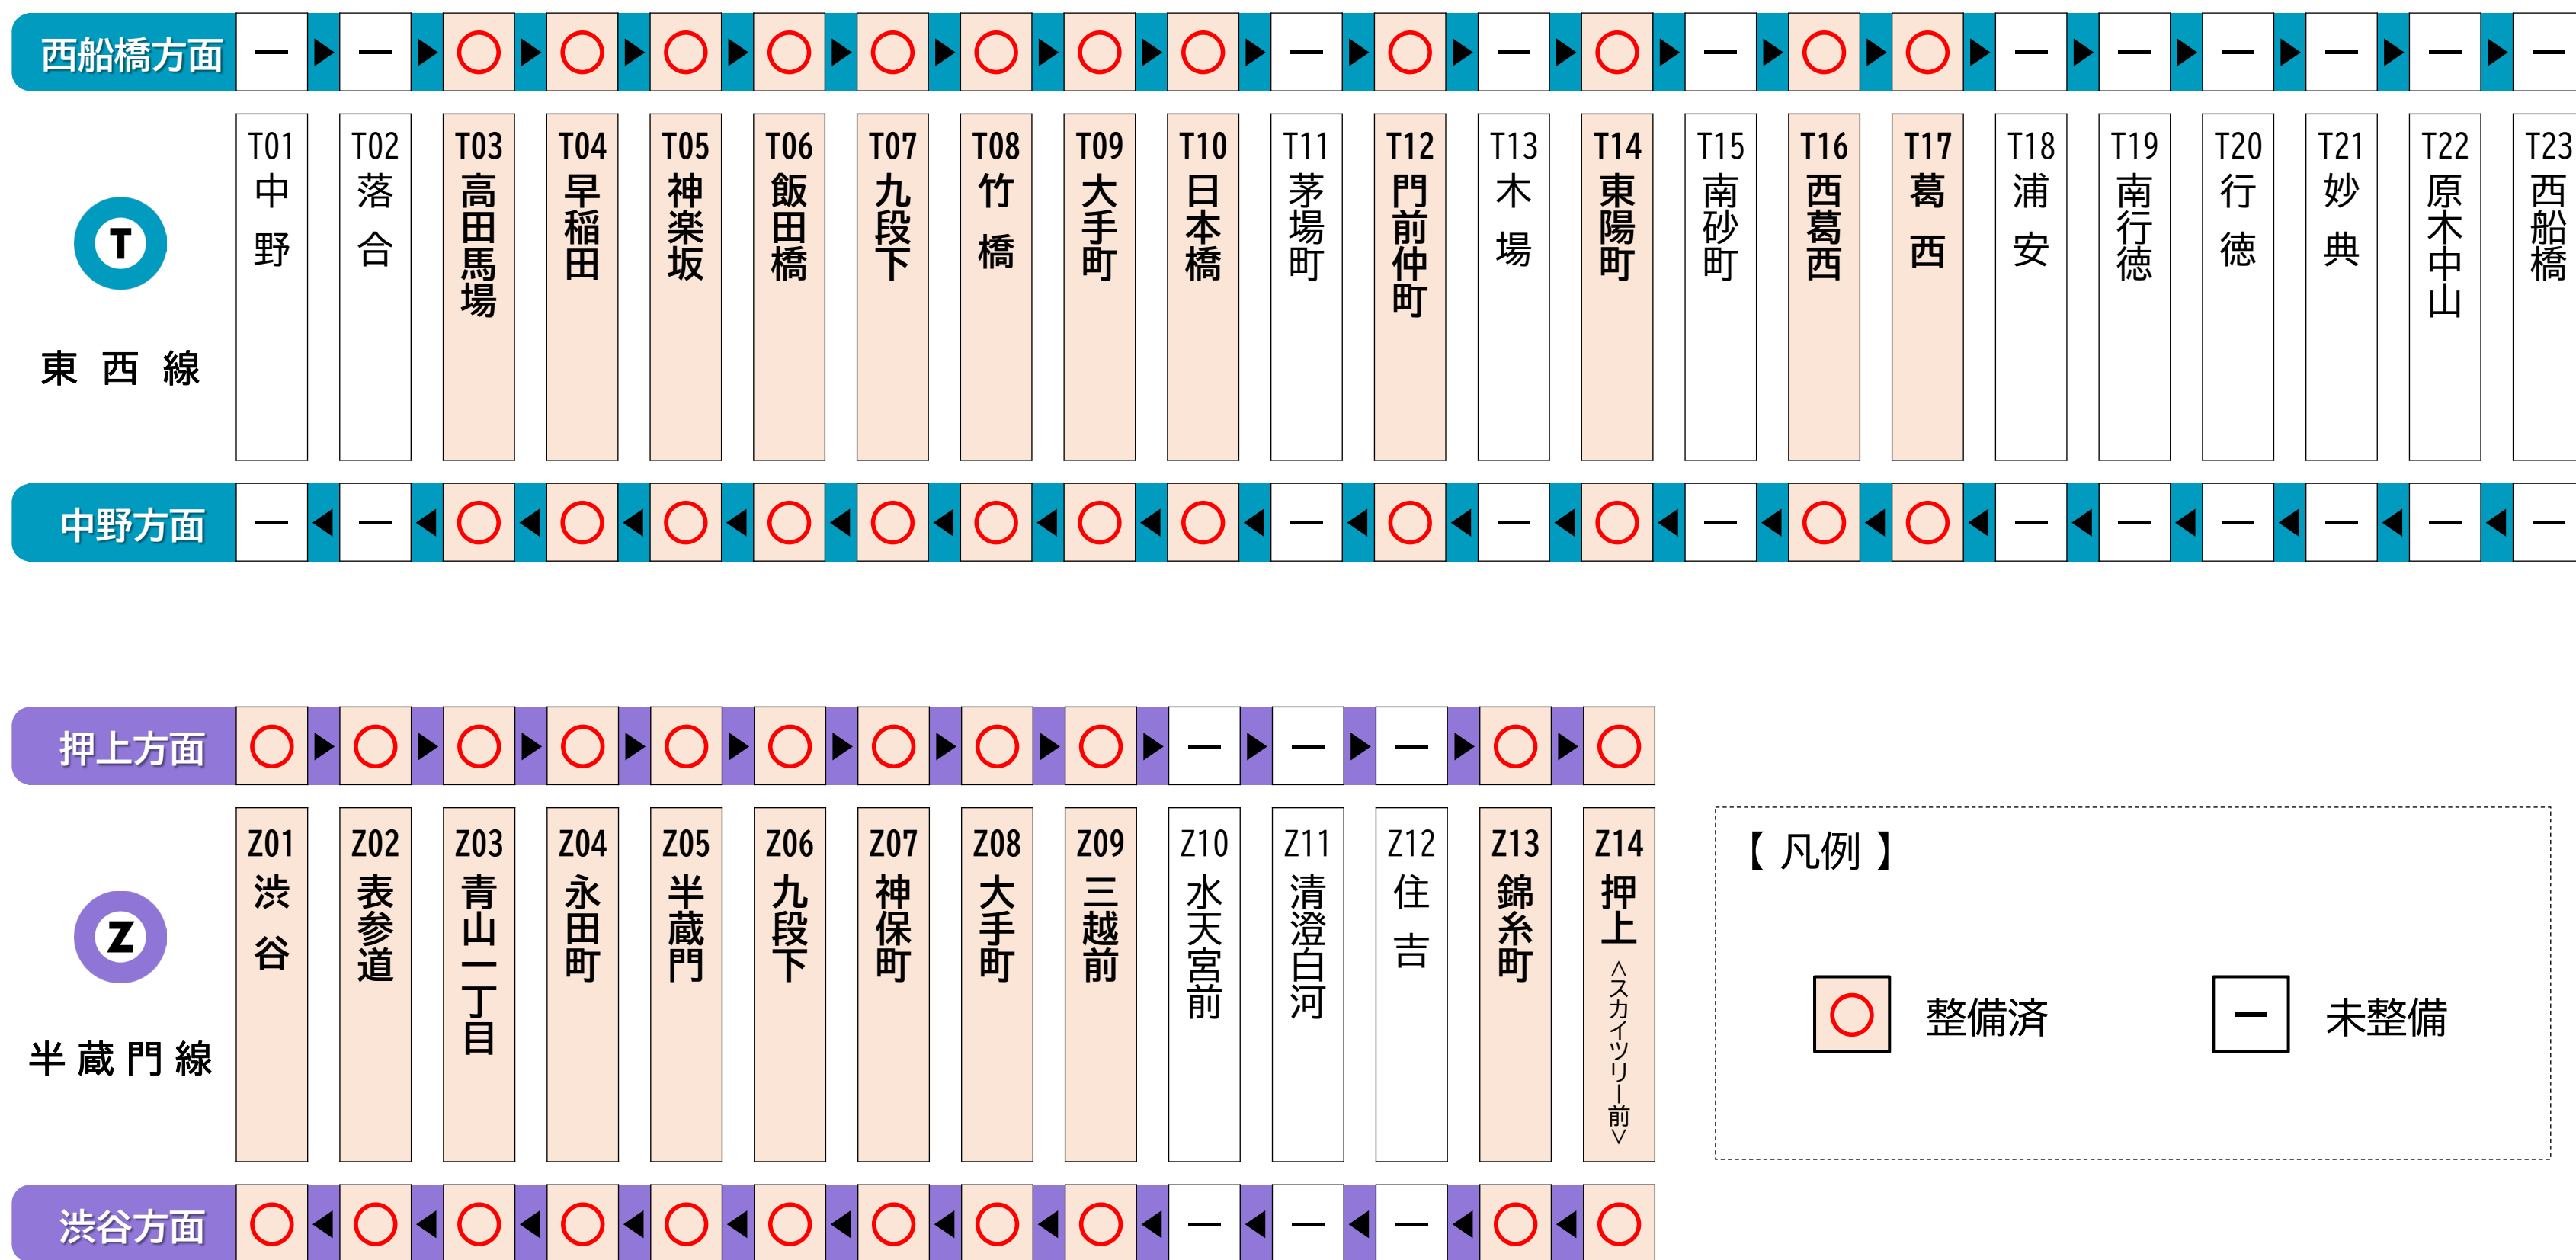 西船橋方面 － － ○ ○ ○ ○ ○ ○ ○ ○ － ○ － ○ － ○ ○ － － － － － －
T
東西線
T01 中野
T02 落合
T03 高田馬場
T04 早稲田
T05 神楽坂
T06 飯田橋
T07 九段下
T08 竹橋
T09 大手町
T10 日本橋
T11 茅場町
T12 門前仲町
T13 木場
T14 東陽町
T15 南砂町
T16 西葛西
T17 葛西
T18 浦安
T19 南行徳
T20 行徳
T21 妙典
T22 原木中山
T23 西船橋
中野方面 － － ○ ○ ○ ○ ○ ○ ○ ○ － ○ － ○ － ○ ○ － － － － － －
押上方面 ○ ○ ○ ○ ○ ○ ○ ○ ○ － － － ○ ○
Z
半蔵門線
Z01 渋谷
Z02 表参道
Z03 青山一丁目
Z04 永田町
Z05 半蔵門
Z06 九段下
Z07 神保町
Z08 大手町
Z09 三越前
Z10 水天宮前
Z11 清澄白河
Z12 住吉
Z13 錦糸町
Z14 押上<スカイツリー前>
渋谷方面 ○ ○ ○ ○ ○ ○ ○ ○ ○ － － － ○ ○
【 凡例 】
○ 整備済
－ 未整備